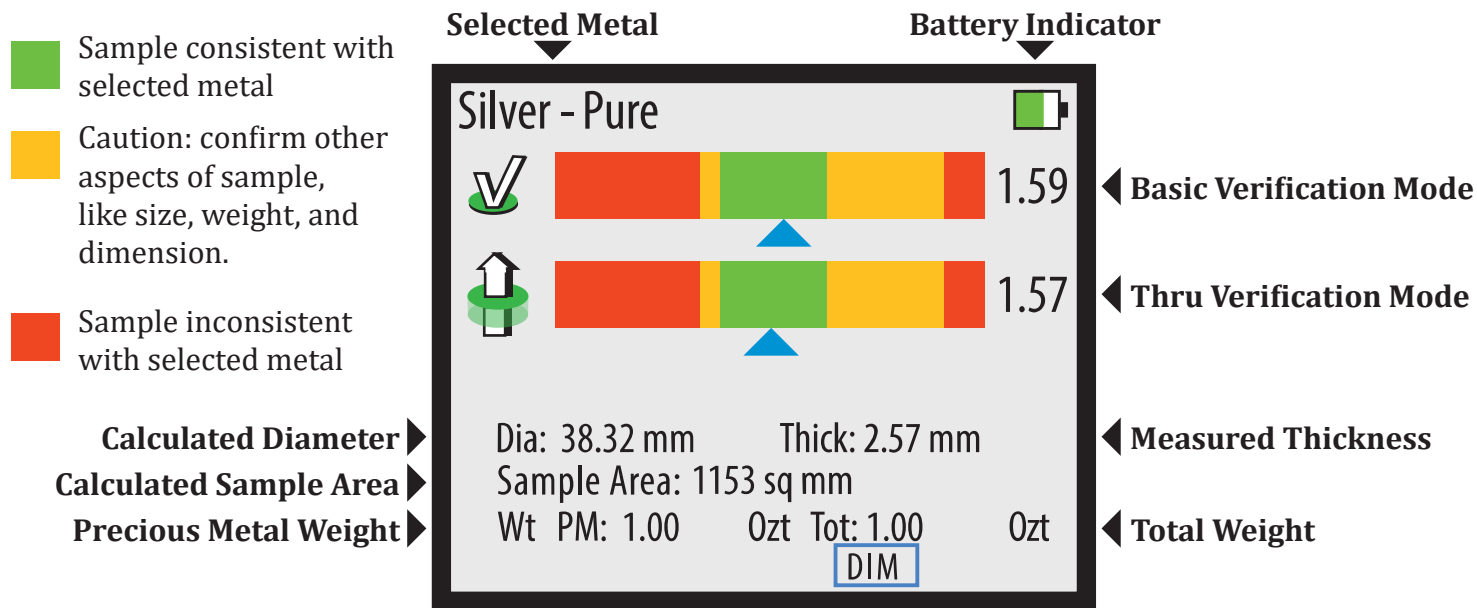 Selected Metal
Battery Indicator
Sample consistent with
selected metal
Caution: confirm other
aspects of sample,
like size, weight, and
dimension.
Sample inconsistent
with selected metal
Silver - Pure
1.59
Basic Verification Mode
1.57
Thru Verification Mode
Calculated Diameter
Dia: 38.32 mm
Thick: 2.57 mm
Measured Thickness
Calculated Sample Area
Sample Area: 1153 sq mm
Precious Metal Weight
Wt PM: 1.00 Ozt Tot: 1.00 Ozt
Total Weight
DIM